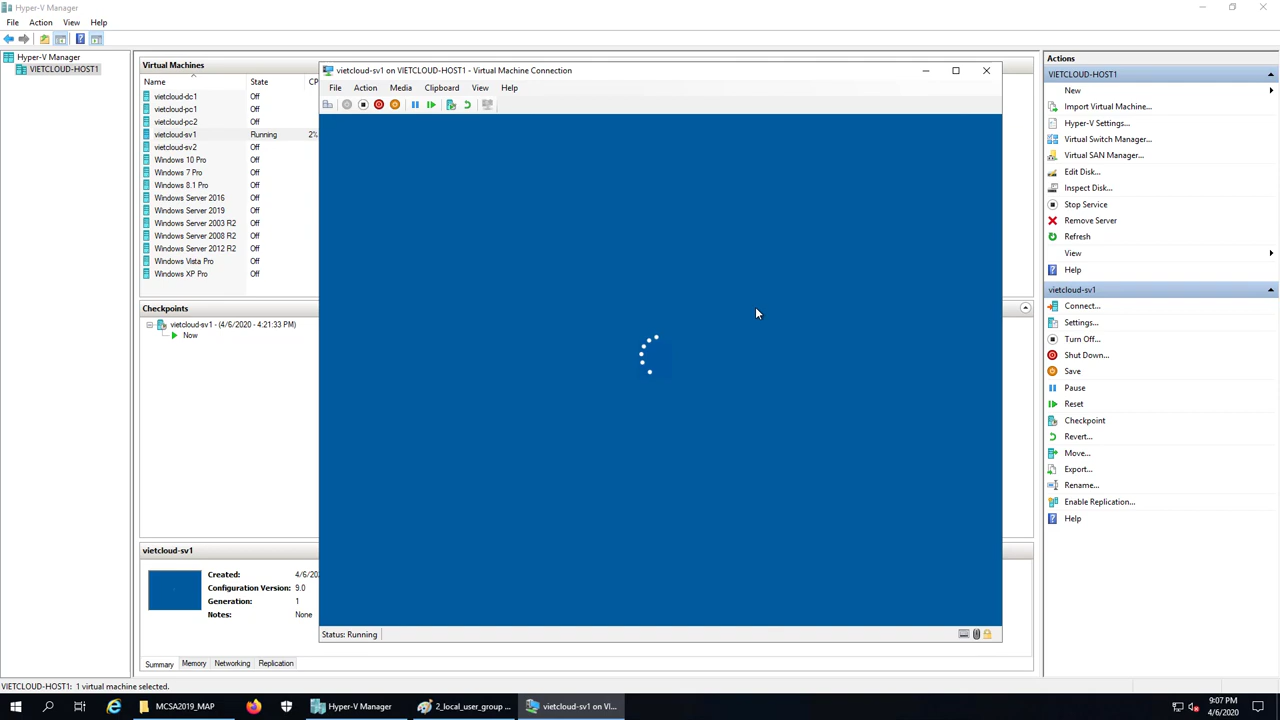 Hyper-V Manager
File Action View Help
Hyper-V Manager
VIETCLOUD-HOST1
Virtual Machines
Name State CP
vietcloud-dc1 Off
vietcloud-pc1 Off
vietcloud-pc2 Off
vietcloud-sv1 Running 2%
vietcloud-sv2 Off
Windows 10 Pro Off
Windows 7 Pro Off
Windows 8.1 Pro Off
Windows Server 2016 Off
Windows Server 2019 Off
Windows Server 2003 R2 Off
Windows Server 2008 R2 Off
Windows Server 2012 R2 Off
Windows Vista Pro Off
Windows XP Pro Off
Checkpoints
vietcloud-sv1 - (4/6/2020 - 4:21:33 PM)
Now
vietcloud-sv1
Created: 4/6/20
Configuration Version: 9.0
Generation: 1
Notes: None
Summary Memory Networking Replication
vietcloud-sv1 on VIETCLOUD-HOST1 - Virtual Machine Connection
File Action Media Clipboard View Help
Status: Running
Actions
VIETCLOUD-HOST1
New
Import Virtual Machine...
Hyper-V Settings...
Virtual Switch Manager...
Virtual SAN Manager...
Edit Disk...
Inspect Disk...
Stop Service
Remove Server
Refresh
View
Help
vietcloud-sv1
Connect...
Settings...
Turn Off...
Shut Down...
Save
Pause
Reset
Checkpoint
Revert...
Move...
Export...
Rename...
Enable Replication...
Help
VIETCLOUD-HOST1: 1 virtual machine selected.
MCSA2019_MAP
Hyper-V Manager
2_local_user_group ...
vietcloud-sv1 on VI...
9:07 PM
4/6/2020